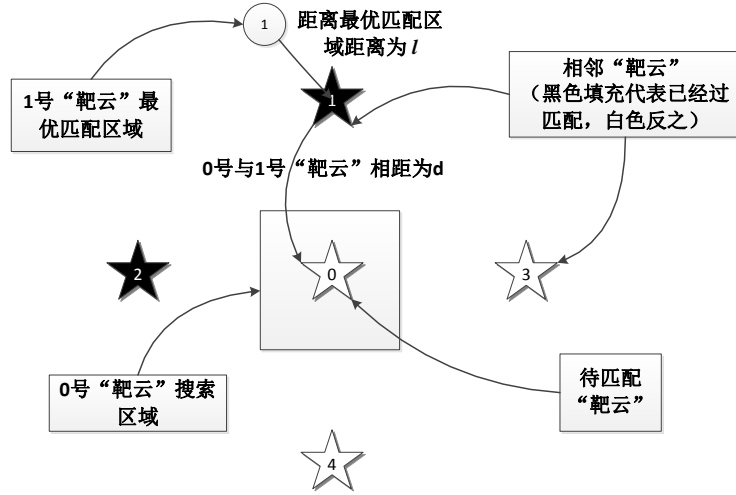 1
距离最优匹配区
域距离为 l
1号“靶云”最
优匹配区域
1
相邻“靶云”
（黑色填充代表已经过
匹配，白色反之）
0号与1号“靶云”相距为d
2
0
3
0号“靶云”搜索
区域
待匹配
“靶云”
4